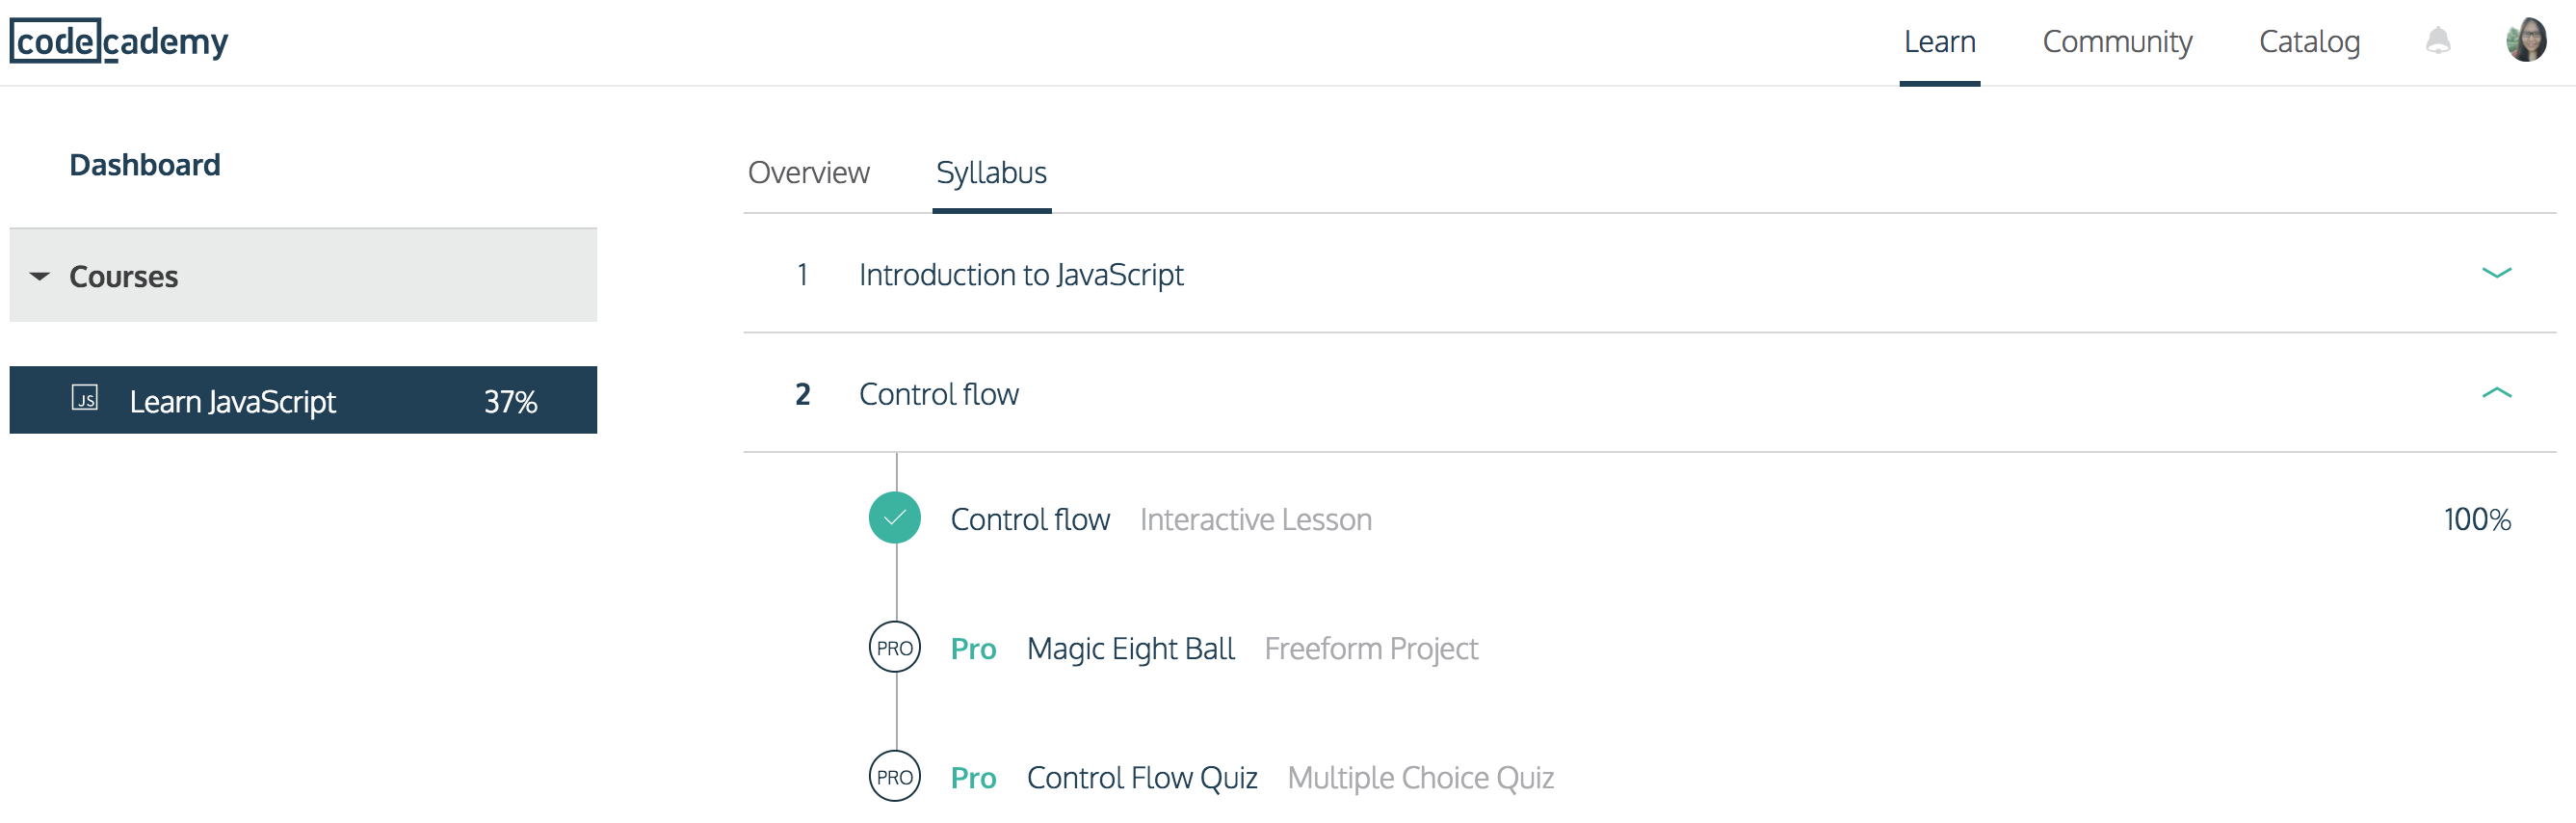 codecademy
Learn Community Catalog
Dashboard
Courses
JS Learn JavaScript 37%
Overview Syllabus
1 Introduction to JavaScript
2 Control flow
Control flow Interactive Lesson 100%
PRO Pro Magic Eight Ball Freeform Project
PRO Pro Control Flow Quiz Multiple Choice Quiz